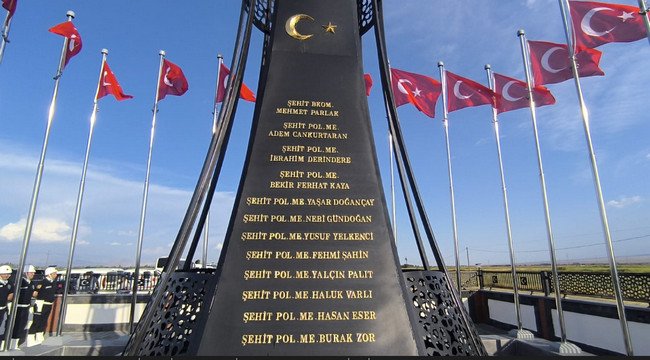 ŞEHİT BKOM.
MEHMET PARLAK
ŞEHİT POL.ME.
ADEM CANKURTARAN
ŞEHİT POL.ME.
İBRAHİM DERİNDERE
ŞEHİT POL.ME.
BEKİR FERHAT KAYA
ŞEHİT POL.ME.YAŞAR DOĞANÇAY
ŞEHİT POL.ME.NEBİ GÜNDOĞAN
ŞEHİT POL.ME.YUSUF YELKENCİ
ŞEHİT POL.ME.FEHMİ ŞAHİN
ŞEHİT POL.ME.YALÇIN PALIT
ŞEHİT POL.ME.HALUK VARLI
ŞEHİT POL.ME.HASAN ESER
ŞEHİT POL.ME.BURAK ZOR